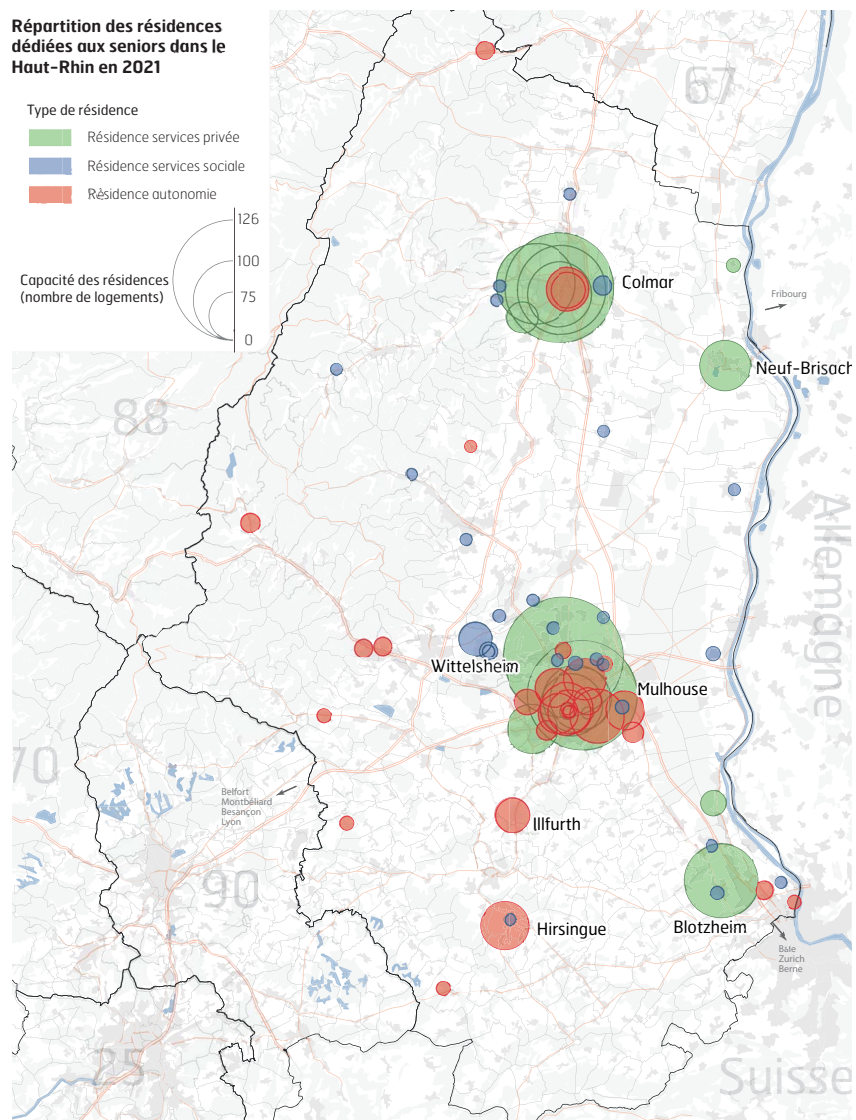 Répartition des résidences
dédiées aux seniors dans le
Haut-Rhin en 2021
Type de résidence
Résidence services privée
Résidence services sociale
Rèsidence autonomie
126
100
Capacité des résidences
(nombre de logements)
75
0
67
Colmar
Fribourg
Neuf-Brisach
88
Allemagne
Wittelsheim
Mulhouse
70
Belfort
Montbéliard
Besançon
Lyon
Illfurth
90
Hirsingue
Blotzheim
Bâle
Zurich
Berne
25
Suisse